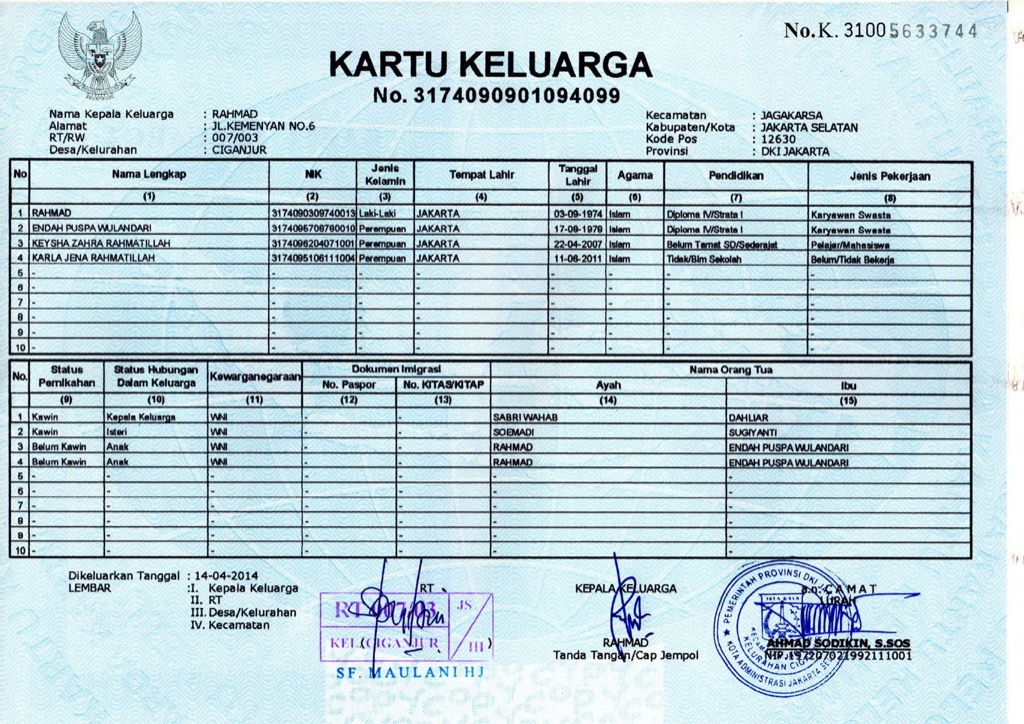 No.K. 31005633744
KARTU KELUARGA
No. 3174090901094099
Nama Kepala Keluarga : RAHMAD
Alamat : JL.KEMENYAN NO.6
RT/RW : 007/003
Desa/Kelurahan : CIGANJUR
Kecamatan : JAGAKARSA
Kabupaten/Kota : JAKARTA SELATAN
Kode Pos : 12630
Provinsi : DKI JAKARTA
No Nama Lengkap NIK Jenis Kelamin Tempat Lahir Tanggal Lahir Agama Pendidikan Jenis Pekerjaan
(1) (2) (3) (4) (5) (6) (7) (8)
1 RAHMAD 3174090309740013 Laki-Laki JAKARTA 03-09-1974 Islam Diploma IV/Strata I Karyawan Swasta
2 ENDAH PUSPA WULANDARI Perempuan JAKARTA Islam Diploma IV/Strata I Karyawan Swasta
3 KEYSHA ZAHRA RAHMATILLAH 3174096204071001 Perempuan JAKARTA 22-04-2007 Islam Belum Tamat SD/Sederajat Pelajar/Mahasiswa
4 KARLA JENA RAHMATILLAH 3174095106111004 Perempuan JAKARTA 11-06-2011 Islam Tidak/Blm Sekolah Belum/Tidak Bekerja
5 - - - - - - - -
6 - - - - - - - -
7 - - - - - - - -
8 - - - - - - - -
9 - - - - - - - -
10 - - - - - - - -
No. Status Pernikahan Status Hubungan Dalam Keluarga Kewarganegaraan Dokumen Imigrasi Nama Orang Tua
No. Paspor No. KITAS/KITAP Ayah Ibu
(9) (10) (11) (12) (13) (14) (15)
1 Kawin Kepala Keluarga WNI SABRI WAHAB DAHLIAR
2 Kawin Isteri WNI SOEMADI SUGIYANTI
3 Belum Kawin Anak WNI RAHMAD ENDAH PUSPA WULANDARI
4 Belum Kawin Anak WNI RAHMAD ENDAH PUSPA WULANDARI
5 - - - - - - -
6 - - - - - - -
7 - - - - - - -
8 - - - - - - -
9 - - - - - - -
10 - - - - - - -
Dikeluarkan Tanggal : 14-04-2014
LEMBAR :I. Kepala Keluarga
II. RT
III. Desa/Kelurahan
IV. Kecamatan
RT
RT 007/03 JS
KEL. CIGANJUR / III
SF. MAULANI HJ
KEPALA KELUARGA
RAHMAD
Tanda Tangan/Cap Jempol
a.n. CAMAT
LURAH
PEMERINTAH PROVINSI DKI
JAYA RAYA
KOTA ADMINISTRASI JAKARTA
AHMAD SODIKIN, S.SOS
NIP.197207021992111001